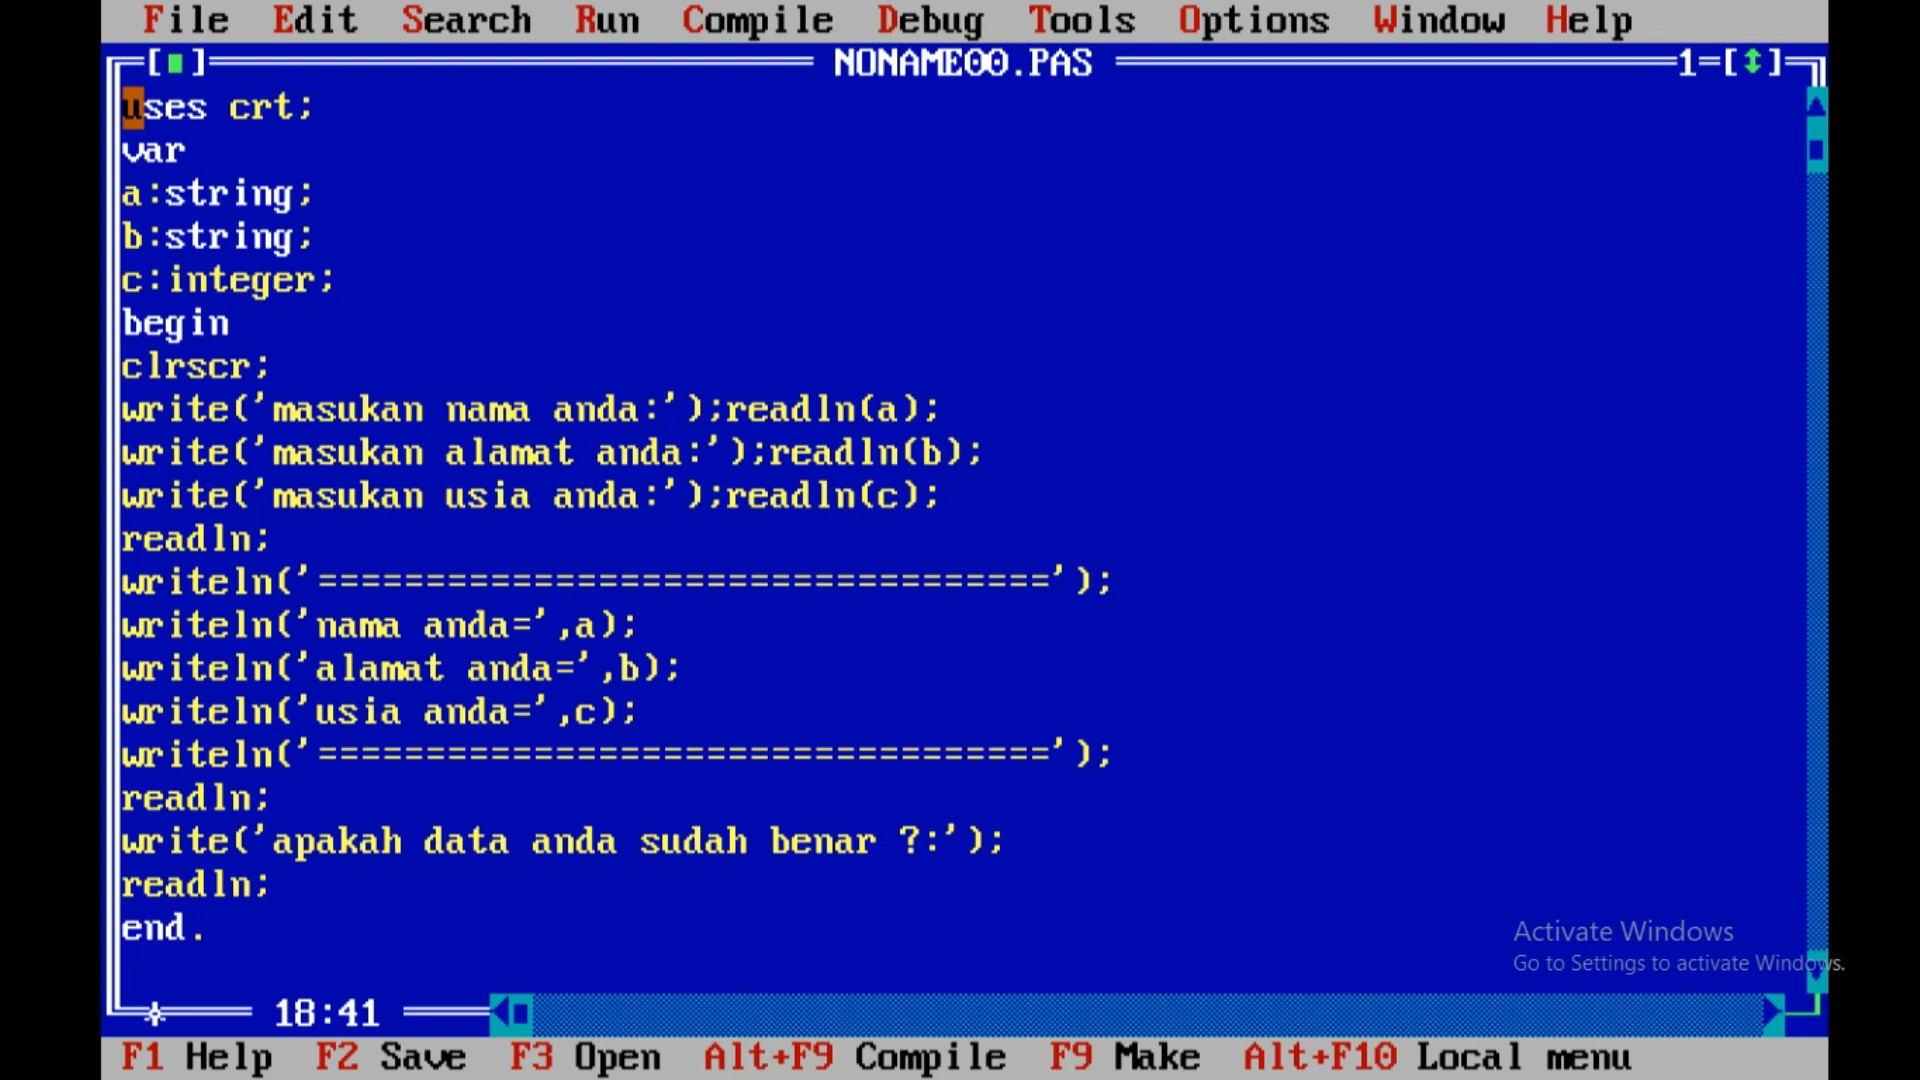 File Edit Search Run Compile Debug Tools Options Window Help
[■] NONAME00.PAS 1=[↕]
uses crt;
var
a:string;
b:string;
c:integer;
begin
clrscr;
write('masukan nama anda:');readln(a);
write('masukan alamat anda:');readln(b);
write('masukan usia anda:');readln(c);
readln;
writeln('==================================');
writeln('nama anda=',a);
writeln('alamat anda=',b);
writeln('usia anda=',c);
writeln('==================================');
readln;
write('apakah data anda sudah benar ?:');
readln;
end.
Activate Windows
Go to Settings to activate Windows.
18:41
F1 Help F2 Save F3 Open Alt+F9 Compile F9 Make Alt+F10 Local menu